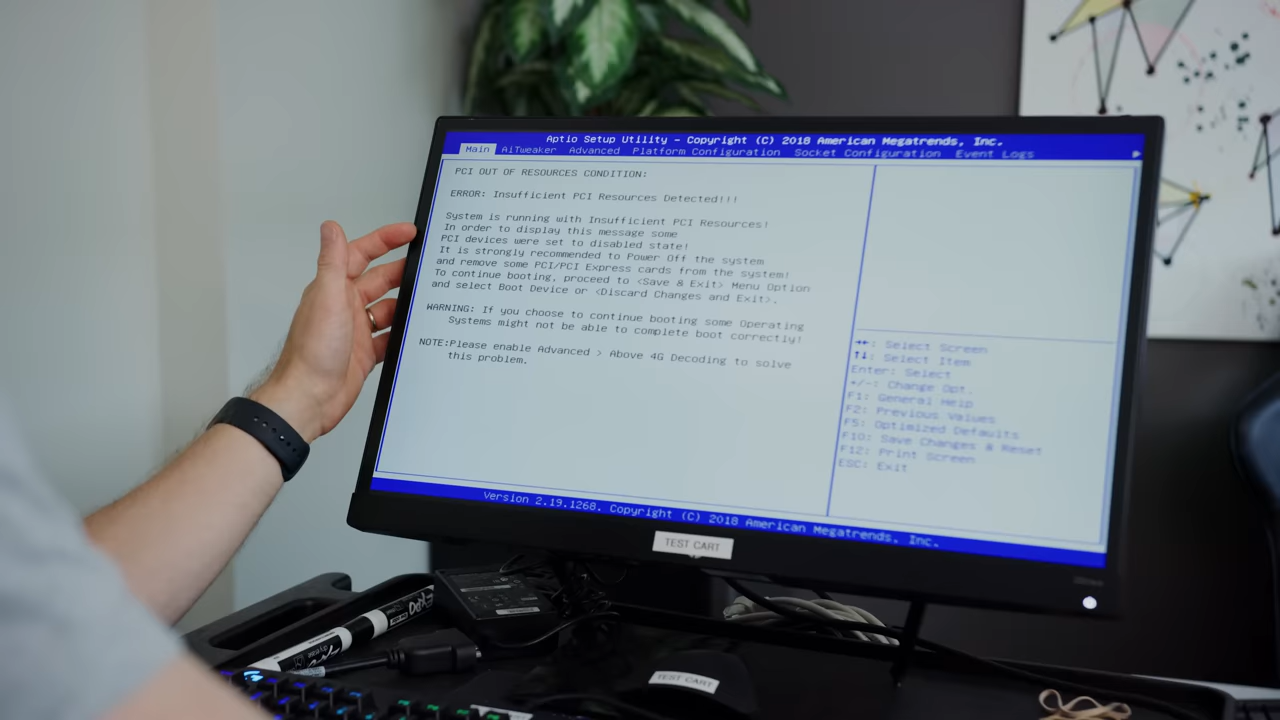 Aptio Setup Utility – Copyright (C) 2018 American Megatrends, Inc.
Main AiTweaker Advanced Platform Configuration Socket Configuration Event Logs
PCI OUT OF RESOURCES CONDITION:
ERROR: Insufficient PCI Resources Detected!!!
System is running with Insufficient PCI Resources!
In order to display this message some
PCI devices were set to disabled state!
It is strongly recommended to Power Off the system
and remove some PCI/PCI Express cards from the system!
To continue booting, proceed to <Save & Exit> Menu Option
and select Boot Device or <Discard Changes and Exit>.
WARNING: If you choose to continue booting some Operating
Systems might not be able to complete boot correctly!
NOTE:Please enable Advanced > Above 4G Decoding to solve
this problem.
→←: Select Screen
↑↓: Select Item
Enter: Select
+/-: Change Opt.
F1: General Help
F2: Previous Values
F5: Optimized Defaults
F10: Save Changes & Reset
F12: Print Screen
ESC: Exit
Version 2.19.1268. Copyright (C) 2018 American Megatrends, Inc.
TEST CART
EXPO
TEST CART